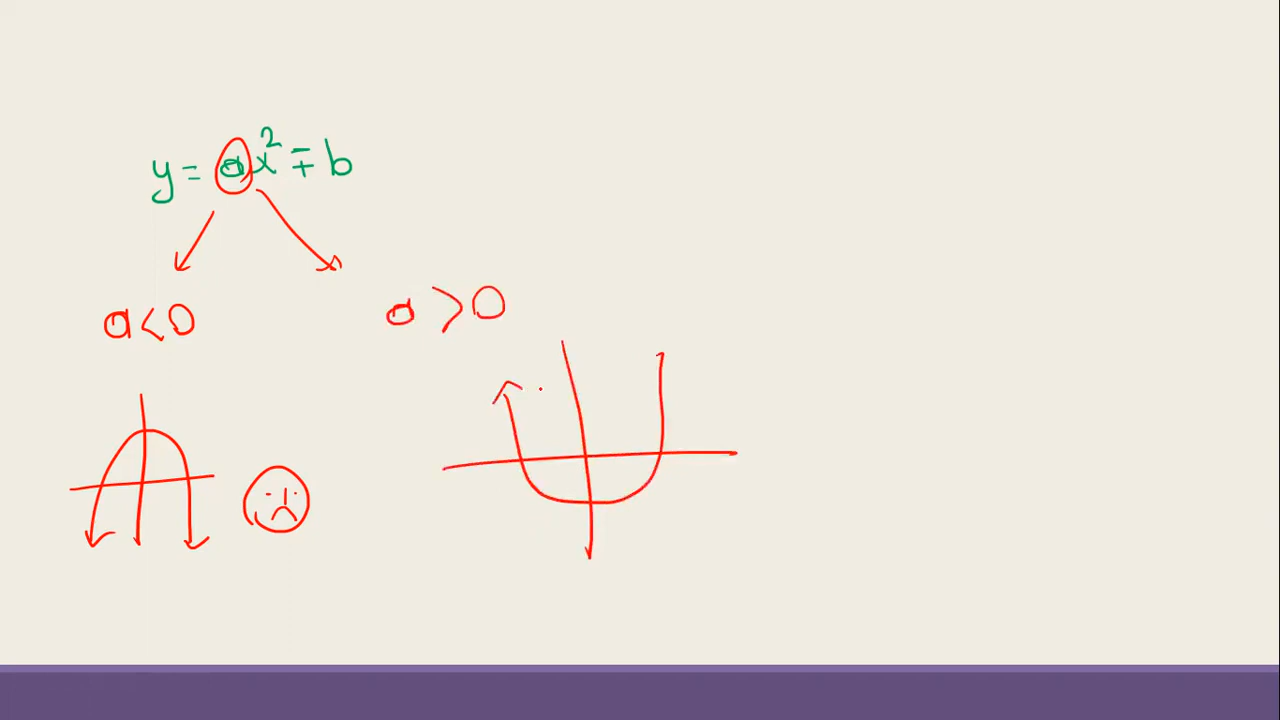 y = ax² ∓ b
a < 0
a > 0